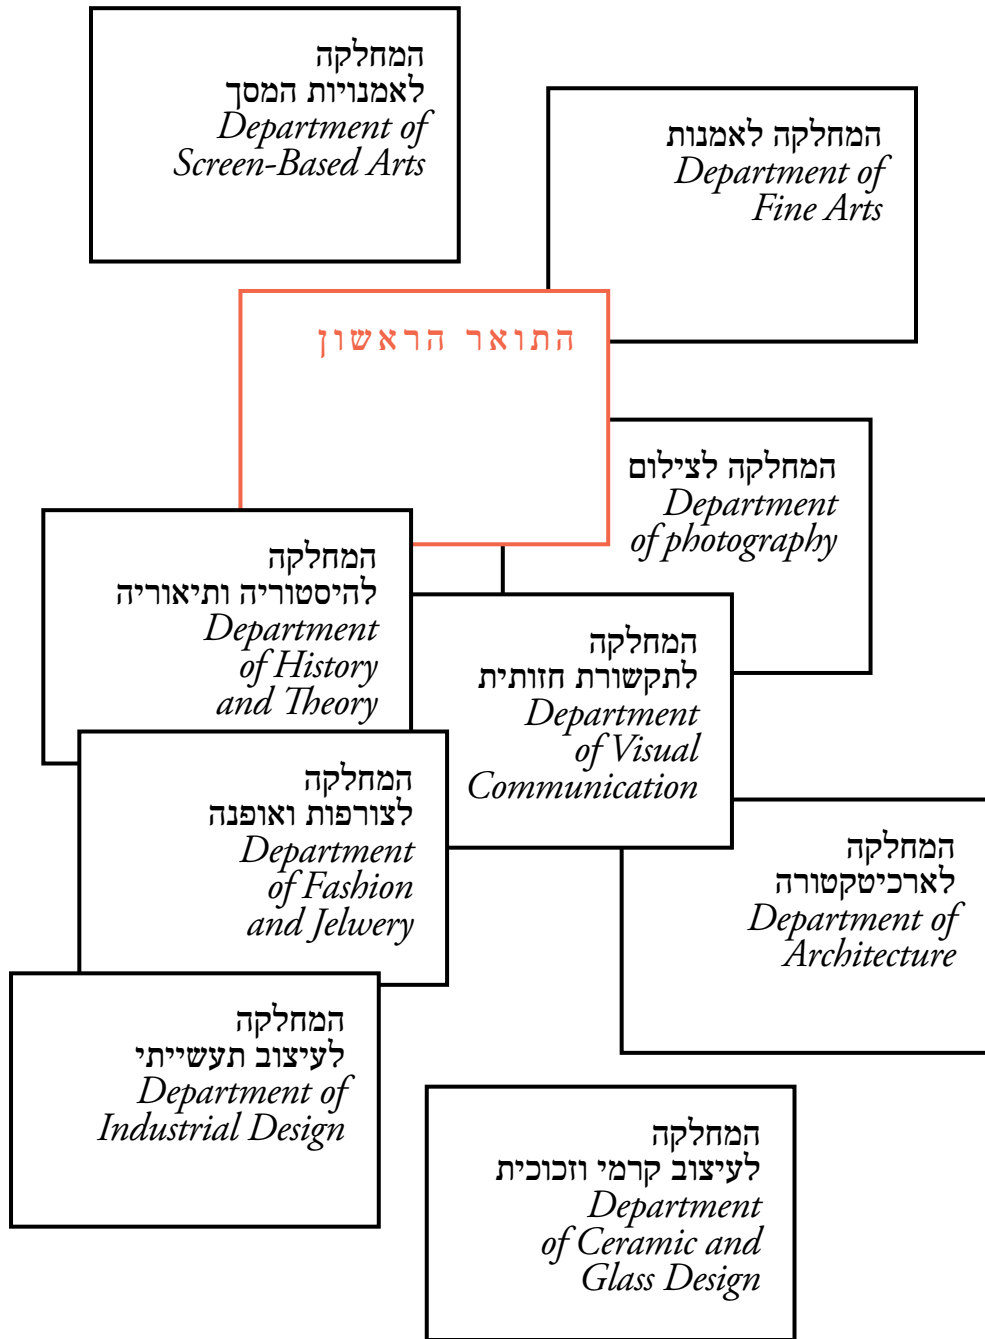 המחלקה
לאמנויות המסך
Department of
Screen-Based Arts
המחלקה לאמנות
Department of
Fine Arts
התואר הראשון
המחלקה לצילום
Department
of photography
המחלקה
להיסטוריה ותיאוריה
Department
of History
and Theory
המחלקה
לתקשורת חזותית
Department
of Visual
Communication
המחלקה
לצורפות ואופנה
Department
of Fashion
and Jelwery
המחלקה
לארכיטקטורה
Department of
Architecture
המחלקה
לעיצוב תעשייתי
Department of
Industrial Design
המחלקה
לעיצוב קרמי וזכוכית
Department
of Ceramic and
Glass Design